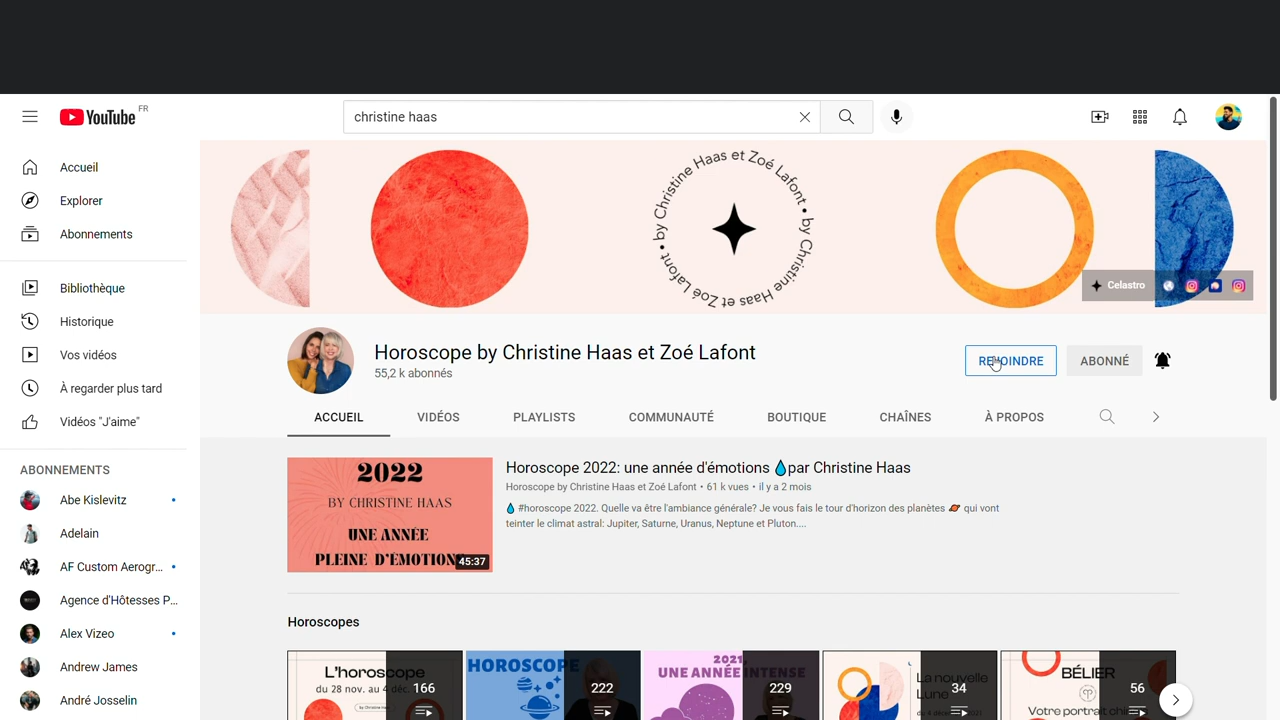 YouTube FR
christine haas
Accueil
Explorer
Abonnements
Bibliothèque
Historique
Vos vidéos
À regarder plus tard
Vidéos "J'aime"
ABONNEMENTS
Abe Kislevitz
Adelain
AF Custom Aerogr...
Agence d'Hôtesses P...
Alex Vizeo
Andrew James
André Josselin
by Christine Haas et Zoé Lafont • by Christine Haas et Zoé Lafont •
Celastro
Horoscope by Christine Haas et Zoé Lafont
55,2 k abonnés
REJOINDRE
ABONNÉ
ACCUEIL
VIDÉOS
PLAYLISTS
COMMUNAUTÉ
BOUTIQUE
CHAÎNES
À PROPOS
2022
BY CHRISTINE HAAS
UNE ANNÉE
PLEINE D'ÉMOTION
45:37
Horoscope 2022: une année d'émotions 💧par Christine Haas
Horoscope by Christine Haas et Zoé Lafont • 61 k vues • il y a 2 mois
💧 #horoscope 2022. Quelle va être l'ambiance générale? Je vous fais le tour d'horizon des planètes 🪐 qui vont
teinter le climat astral: Jupiter, Saturne, Uranus, Neptune et Pluton....
Horoscopes
L'horoscope
du 28 nov. au 4 déc.
166
HOROSCOPE
222
2021,
UNE ANNÉE INTENSE
229
La nouvelle
Lune
34
BÉLIER
Votre portrait
56